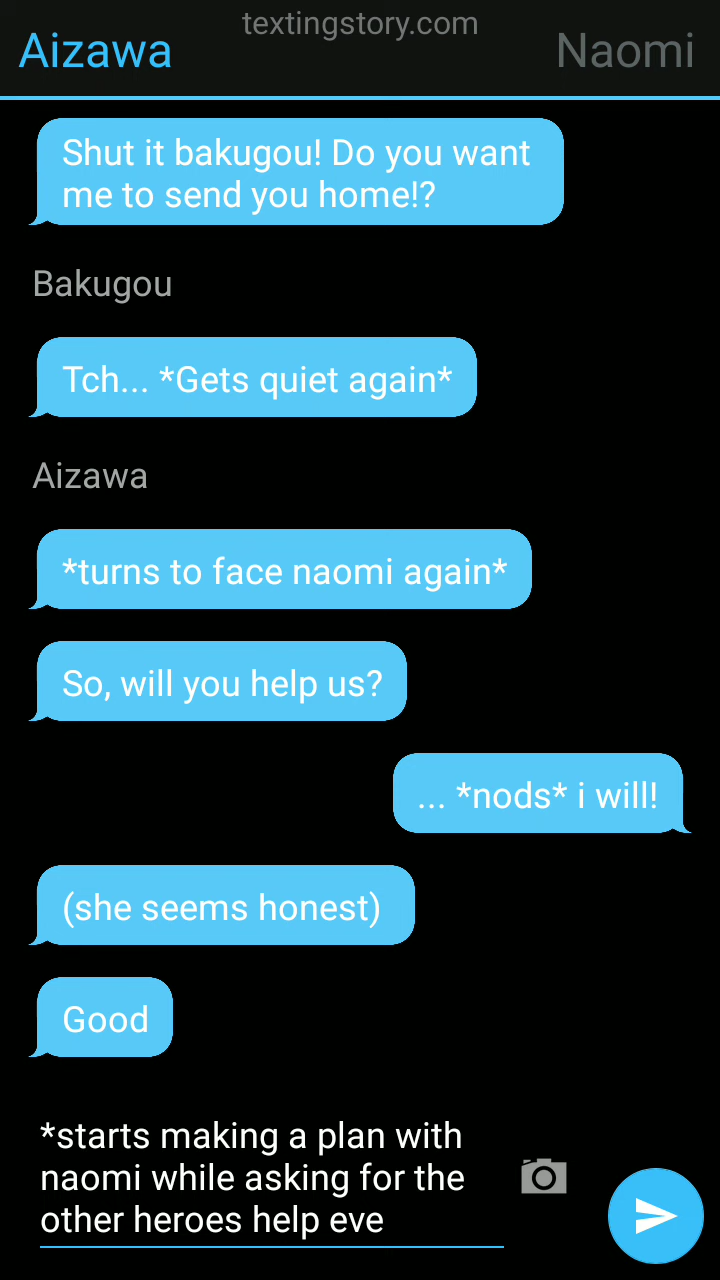 textingstory.com
Aizawa Naomi
Shut it bakugou! Do you want
me to send you home!?
Bakugou
Tch... *Gets quiet again*
Aizawa
*turns to face naomi again*
So, will you help us?
... *nods* i will!
(she seems honest)
Good
*starts making a plan with
naomi while asking for the
other heroes help eve